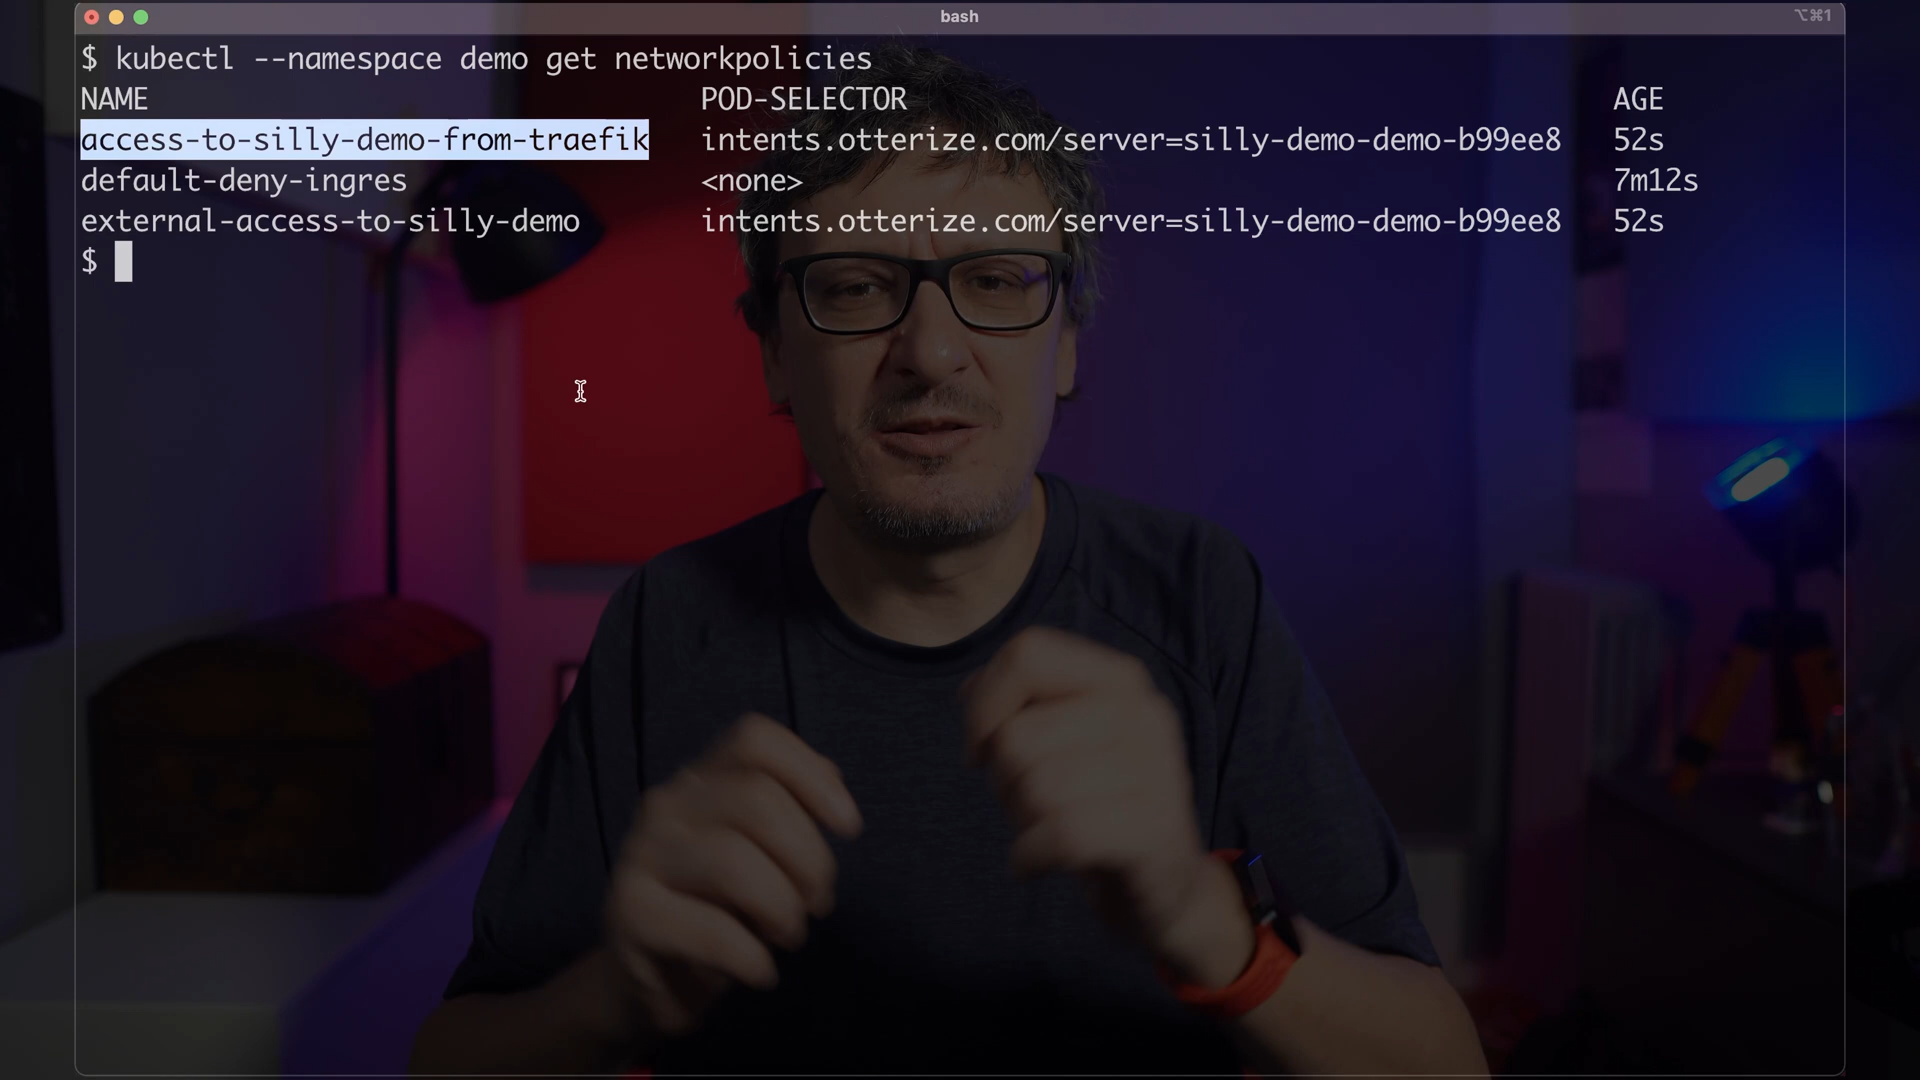 bash
⌥⌘1
$ kubectl --namespace demo get networkpolicies
NAME POD-SELECTOR AGE
access-to-silly-demo-from-traefik intents.otterize.com/server=silly-demo-demo-b99ee8 52s
default-deny-ingres <none> 7m12s
external-access-to-silly-demo intents.otterize.com/server=silly-demo-demo-b99ee8 52s
$